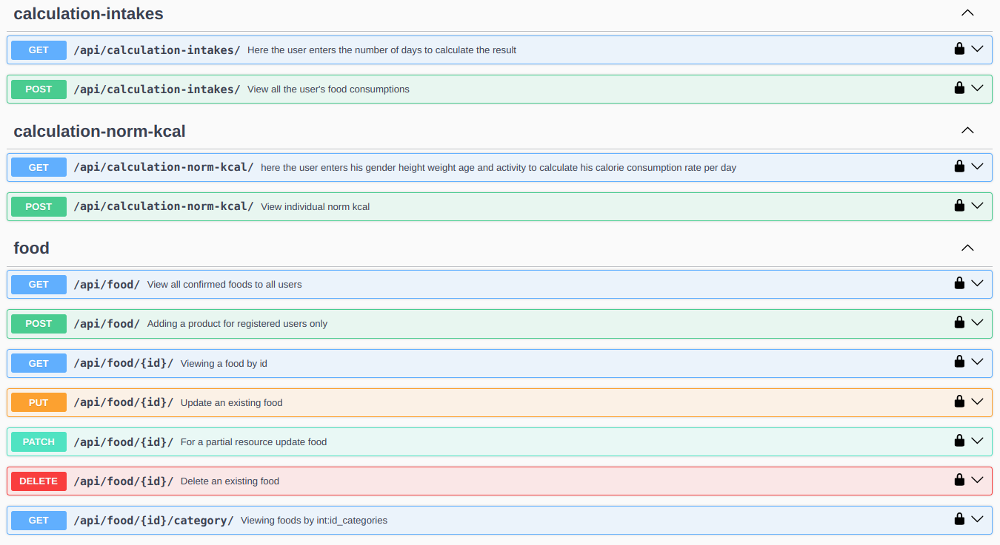 calculation-intakes
GET /api/calculation-intakes/ Here the user enters the number of days to calculate the result
POST /api/calculation-intakes/ View all the user's food consumptions
calculation-norm-kcal
GET /api/calculation-norm-kcal/ here the user enters his gender height weight age and activity to calculate his calorie consumption rate per day
POST /api/calculation-norm-kcal/ View individual norm kcal
food
GET /api/food/ View all confirmed foods to all users
POST /api/food/ Adding a product for registered users only
GET /api/food/{id}/ Viewing a food by id
PUT /api/food/{id}/ Update an existing food
PATCH /api/food/{id}/ For a partial resource update food
DELETE /api/food/{id}/ Delete an existing food
GET /api/food/{id}/category/ Viewing foods by int:id_categories